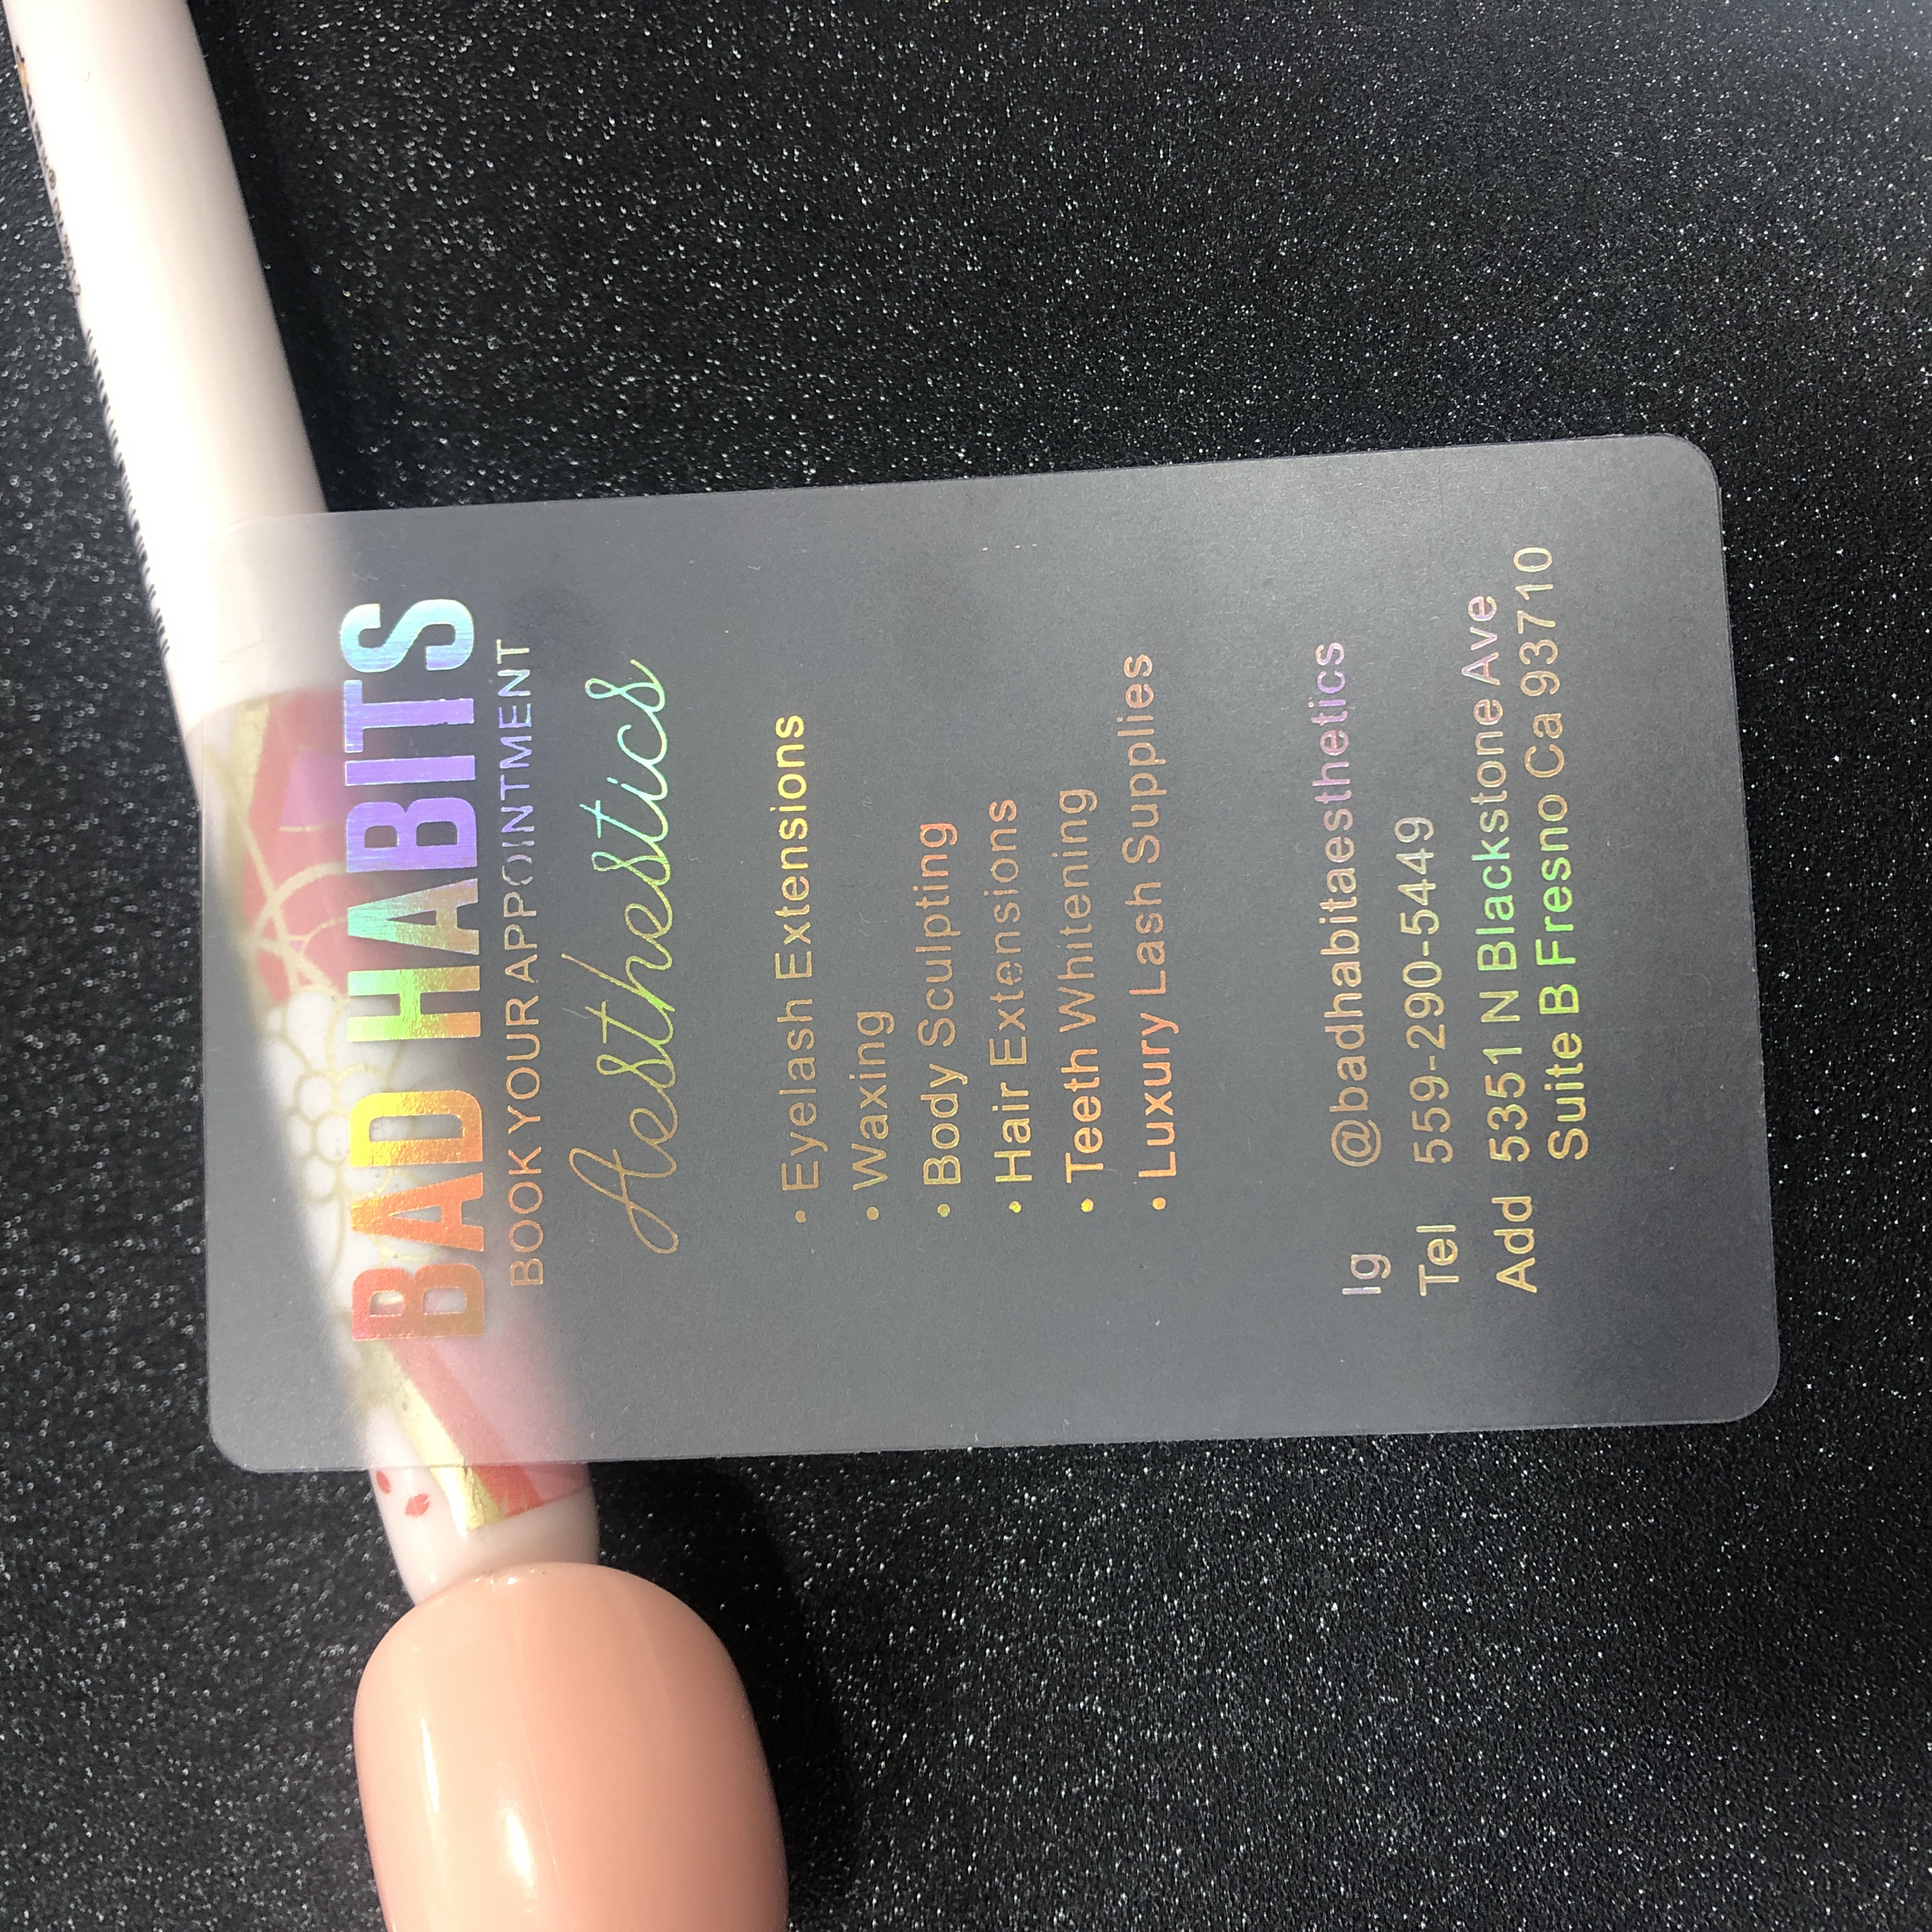 BAD HABITS
BOOK YOUR APPOINTMENT
Aesthestics
• Eyelash Extensions
• Waxing
• Body Sculpting
• Hair Extensions
• Teeth Whitening
• Luxury Lash Supplies
Ig @badhabitaesthetics
Tel 559-290-5449
Add 5351 N Blackstone Ave
Suite B Fresno Ca 93710